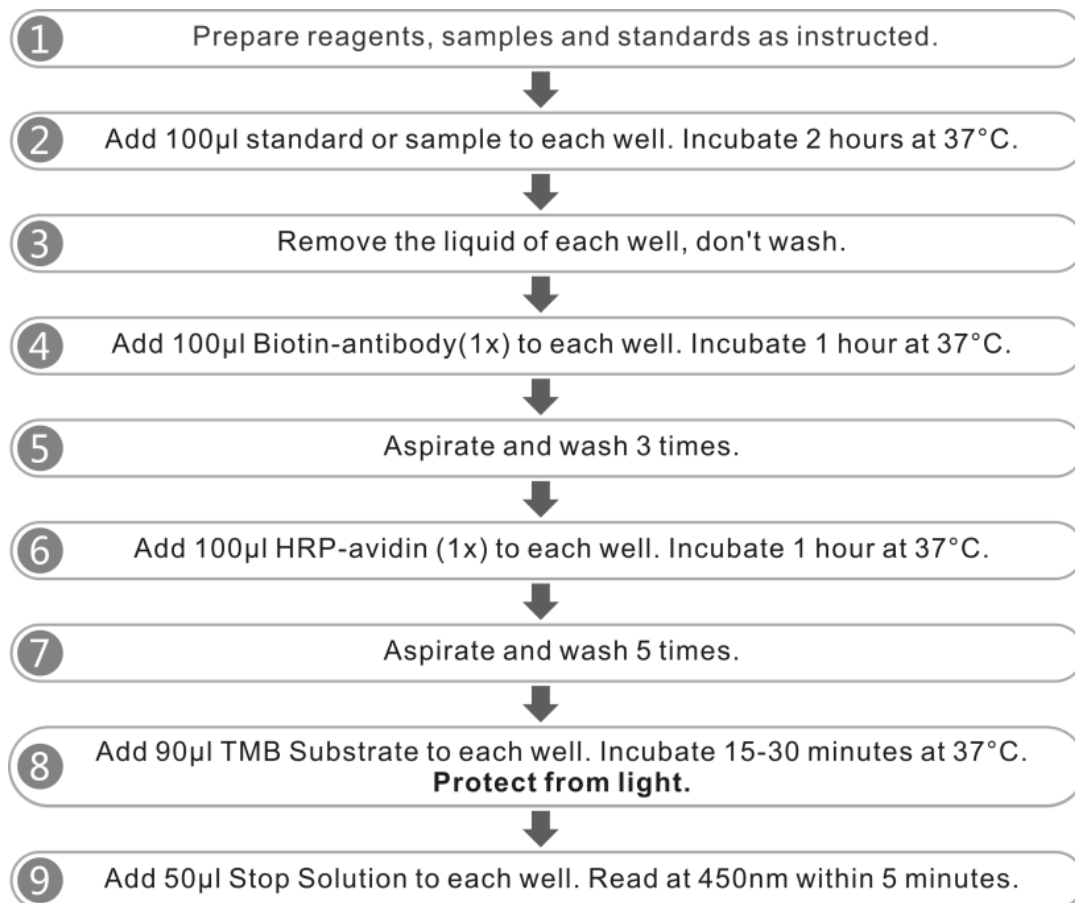 1 Prepare reagents, samples and standards as instructed.
2 Add 100µl standard or sample to each well. Incubate 2 hours at 37°C.
3 Remove the liquid of each well, don't wash.
4 Add 100µl Biotin-antibody(1x) to each well. Incubate 1 hour at 37°C.
5 Aspirate and wash 3 times.
6 Add 100µl HRP-avidin (1x) to each well. Incubate 1 hour at 37°C.
7 Aspirate and wash 5 times.
8 Add 90µl TMB Substrate to each well. Incubate 15-30 minutes at 37°C.
Protect from light.
9 Add 50µl Stop Solution to each well. Read at 450nm within 5 minutes.